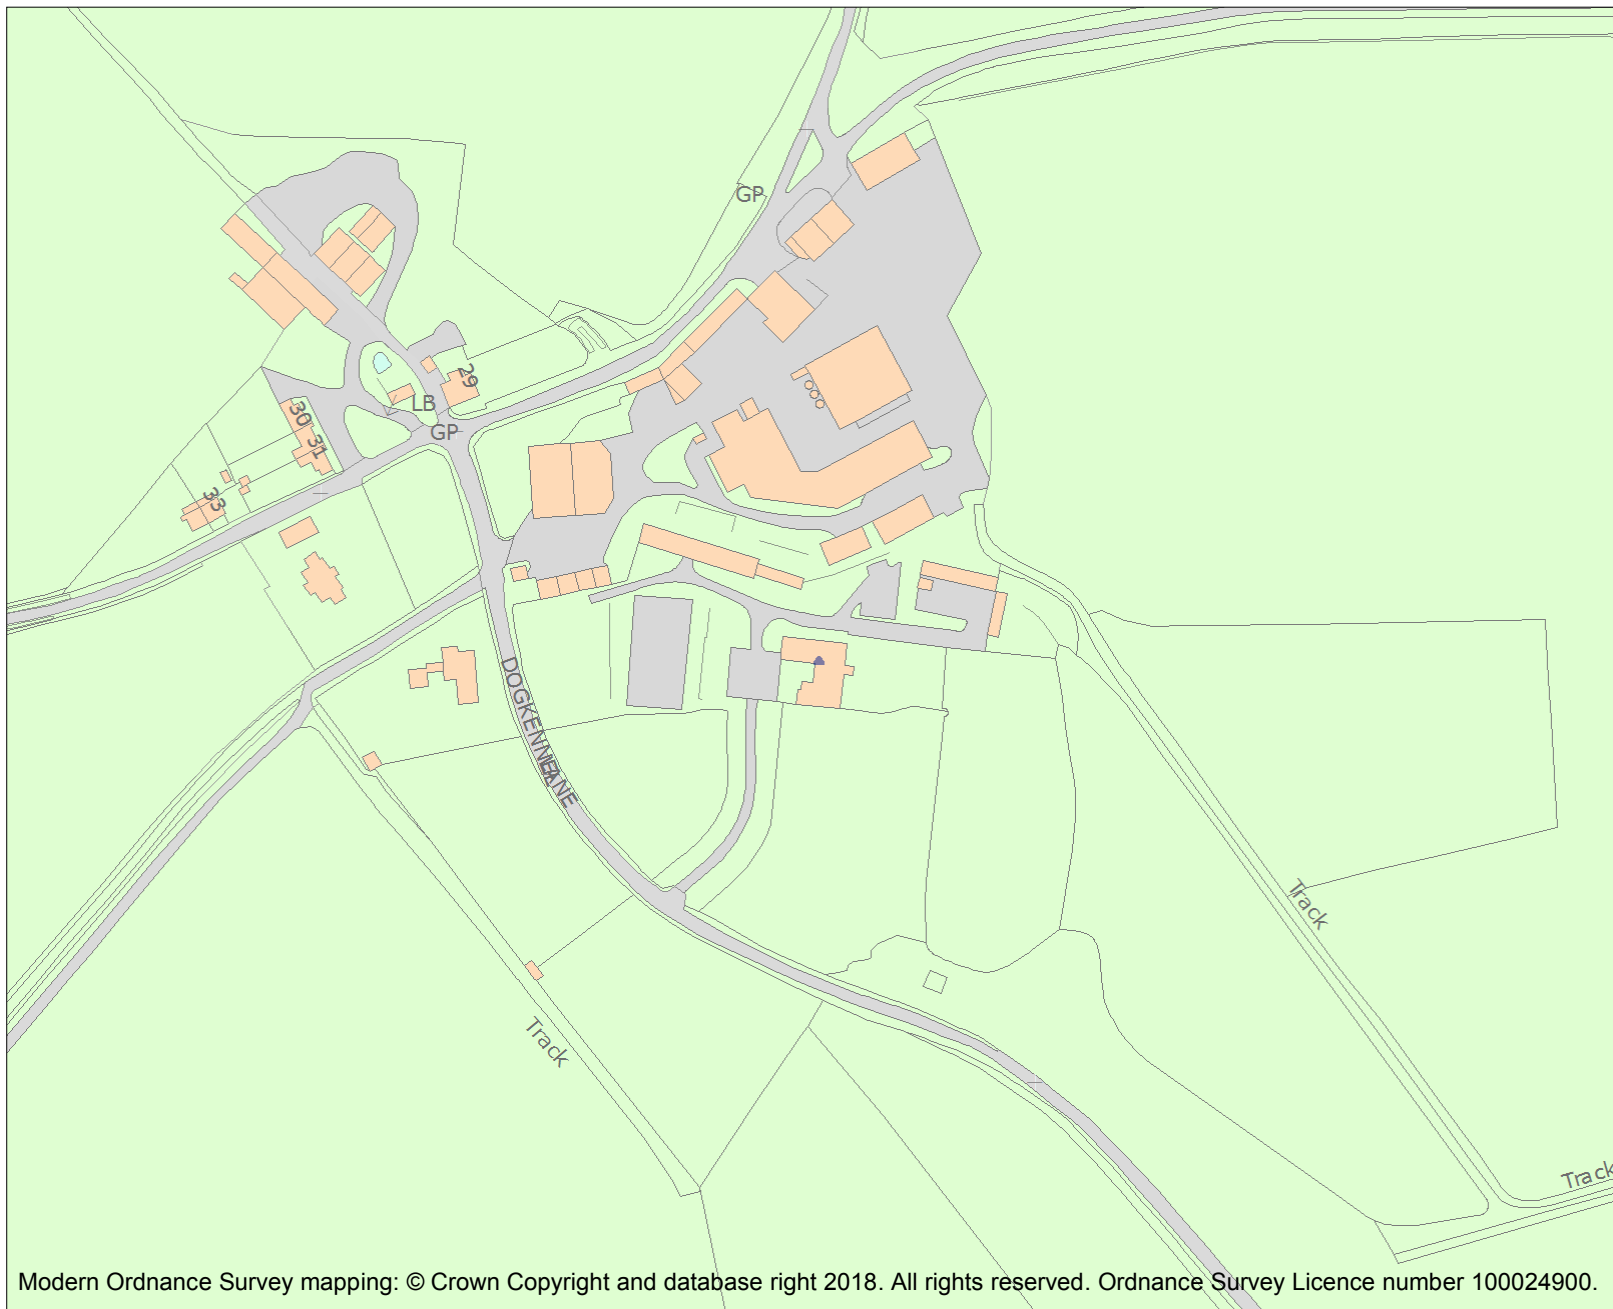 GP
29
LB
30
GP
31
33
DOGKENNEL
LANE
Track
Track
Track
Modern Ordnance Survey mapping: © Crown Copyright and database right 2018. All rights reserved. Ordnance Survey Licence number 100024900.